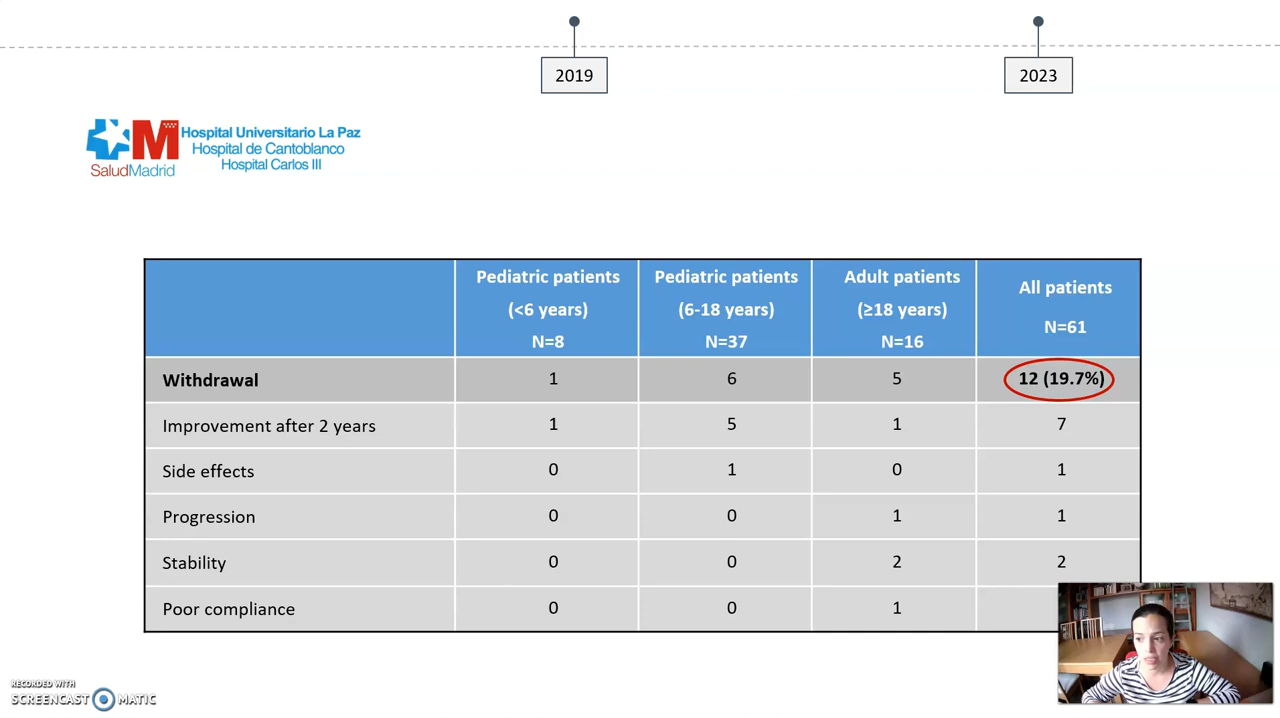 2019
2023
Hospital Universitario La Paz
Hospital de Cantoblanco
Hospital Carlos III
M
SaludMadrid
Pediatric patients (<6 years) N=8
Pediatric patients (6-18 years) N=37
Adult patients (≥18 years) N=16
All patients N=61
Withdrawal 1 6 5 12 (19.7%)
Improvement after 2 years 1 5 1 7
Side effects 0 1 0 1
Progression 0 0 1 1
Stability 0 0 2 2
Poor compliance 0 0 1
RECORDED WITH
SCREENCAST MATIC